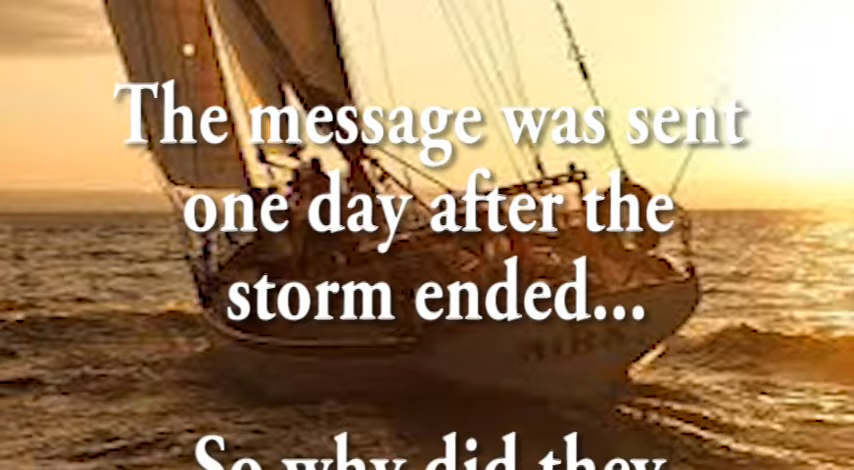 The message was sent
one day after the
storm ended...
So why did they